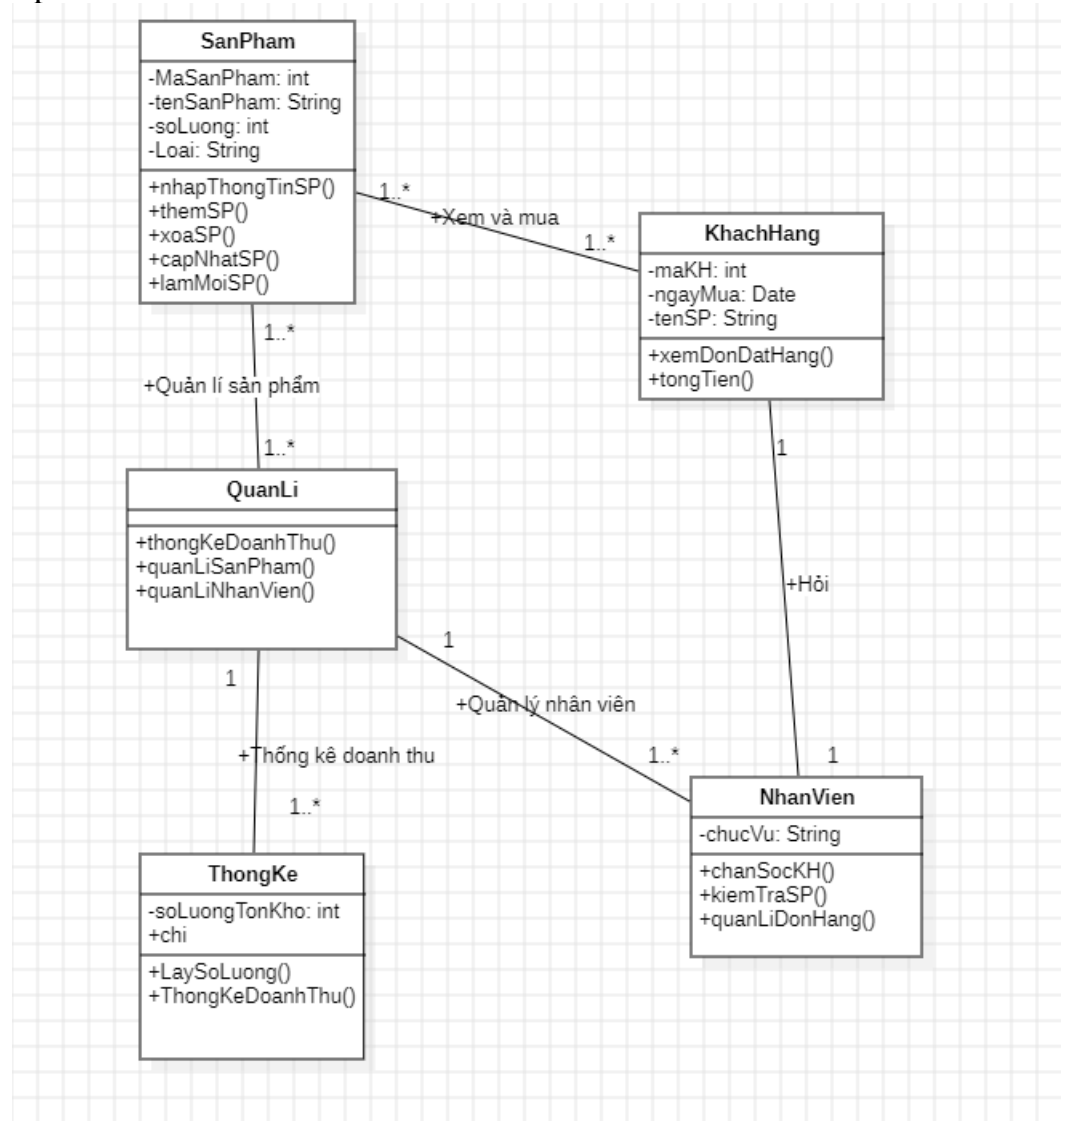 SanPham
-MaSanPham: int
-tenSanPham: String
-soLuong: int
-Loai: String
+nhapThongTinSP()
+themSP()
+xoaSP()
+capNhatSP()
+lamMoiSP()
1..*
+Xem và mua
1..*
KhachHang
-maKH: int
-ngayMua: Date
-tenSP: String
+xemDonDatHang()
+tongTien()
1..*
+Quản lí sản phẩm
1..*
QuanLi
+thongKeDoanhThu()
+quanLiSanPham()
+quanLiNhanVien()
1
+Hỏi
1
1
+Quản lý nhân viên
1..*
1
+Thống kê doanh thu
1..*
NhanVien
-chucVu: String
+chanSocKH()
+kiemTraSP()
+quanLiDonHang()
ThongKe
-soLuongTonKho: int
+chi
+LaySoLuong()
+ThongKeDoanhThu()